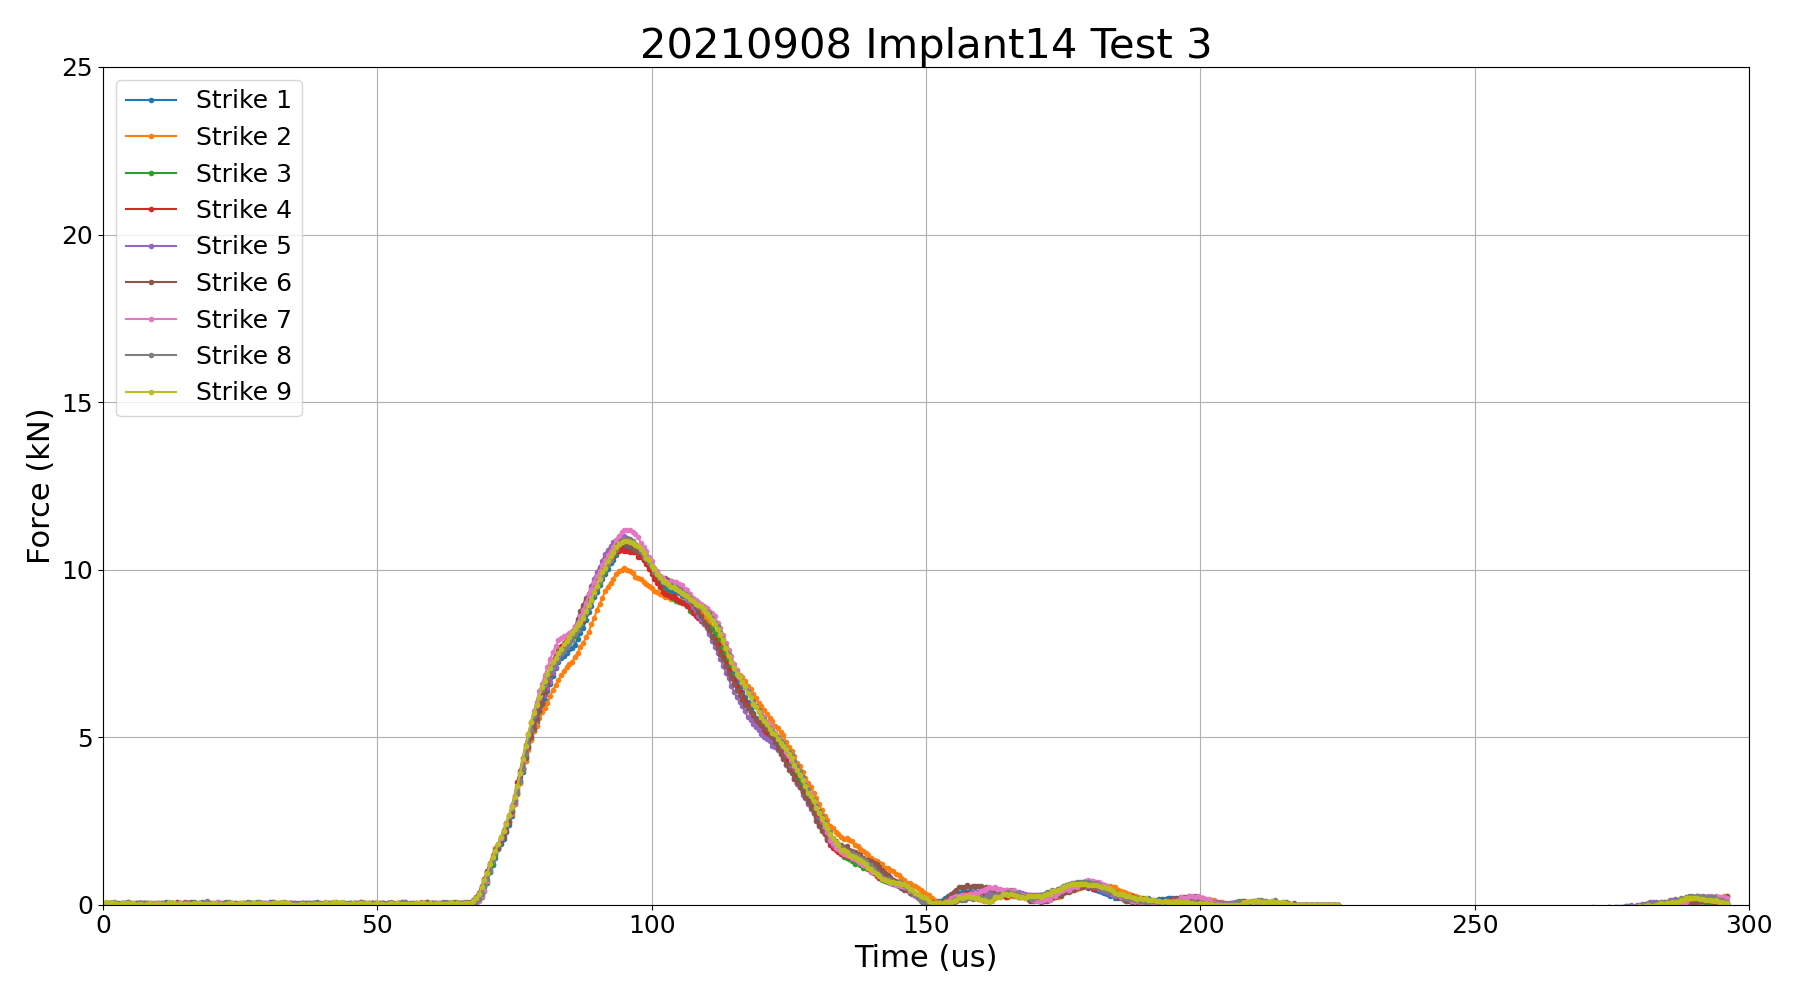 20210908 Implant14 Test 3
25
20
15
10
5
0
Force (kN)
Strike 1
Strike 2
Strike 3
Strike 4
Strike 5
Strike 6
Strike 7
Strike 8
Strike 9
0 50 100 150 200 250 300
Time (us)